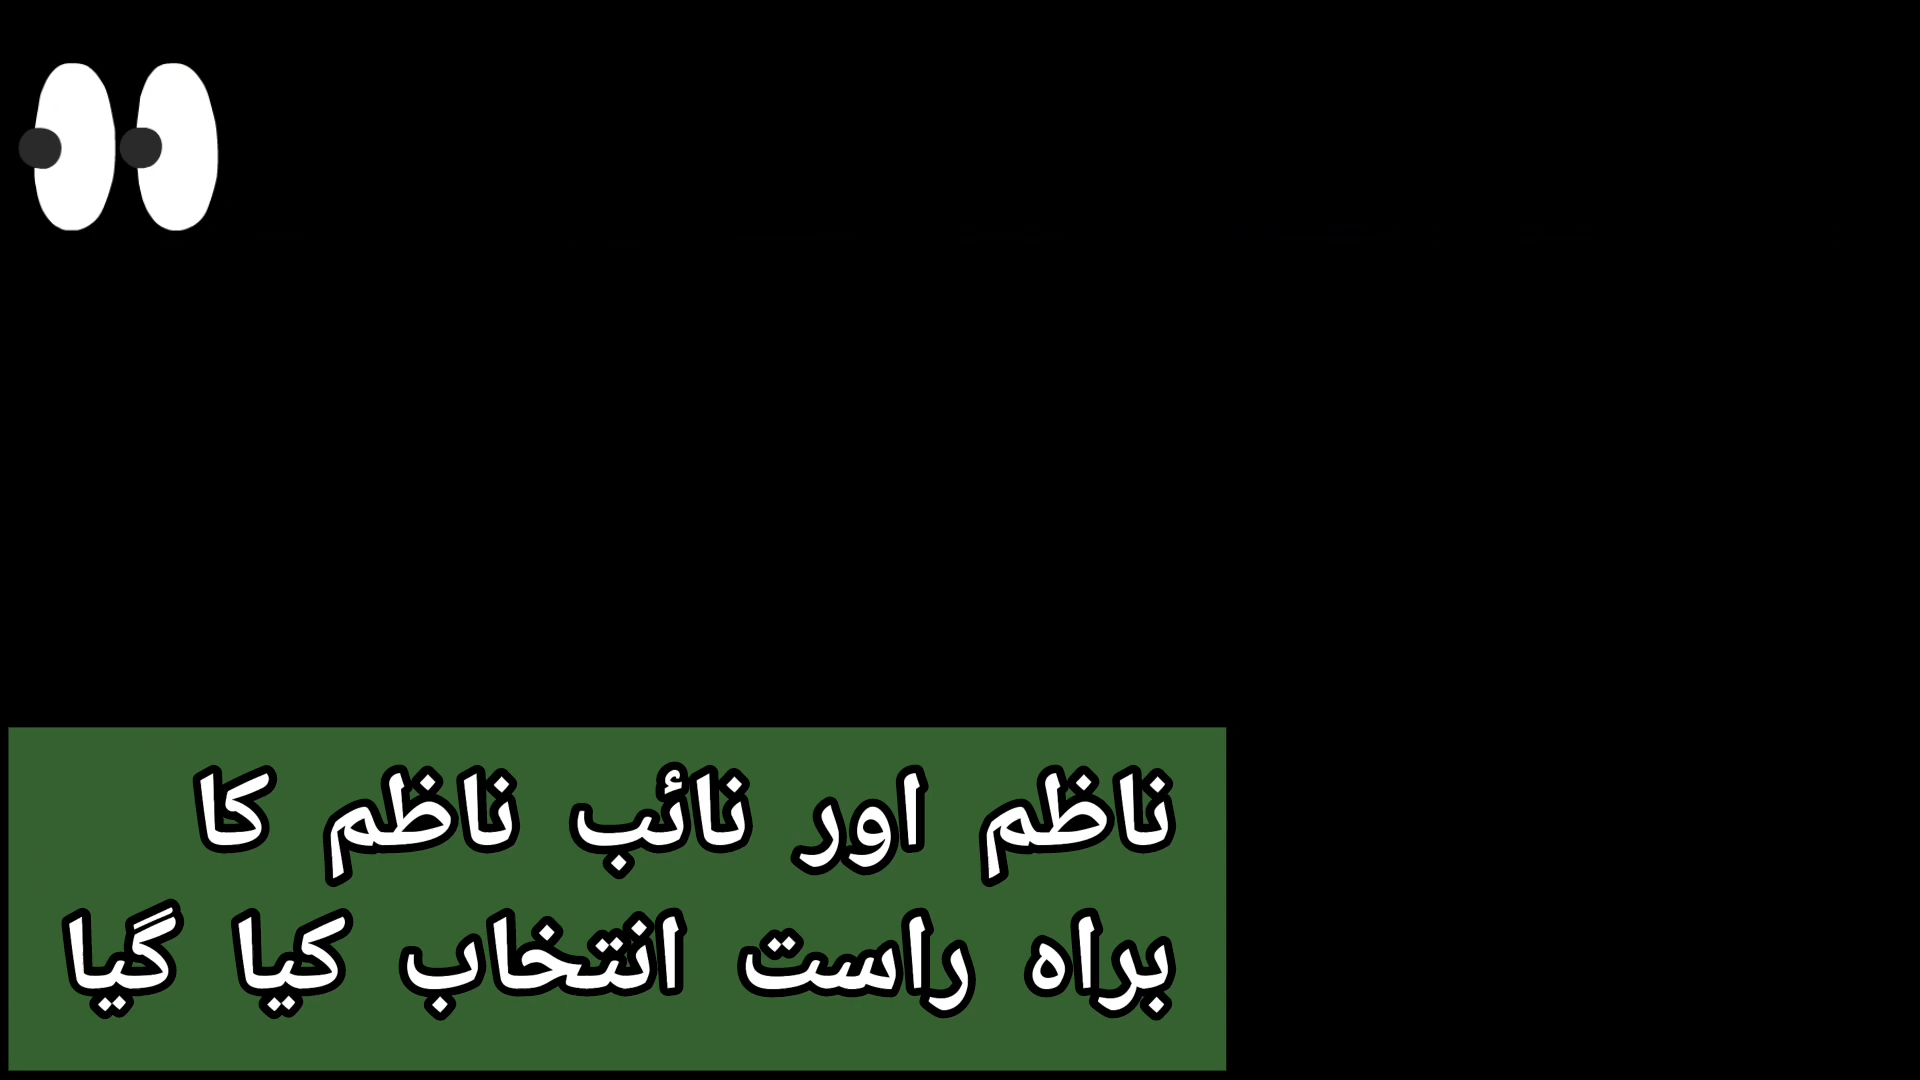 ناظم اور نائب ناظم کا
براہ راست انتخاب کیا گیا